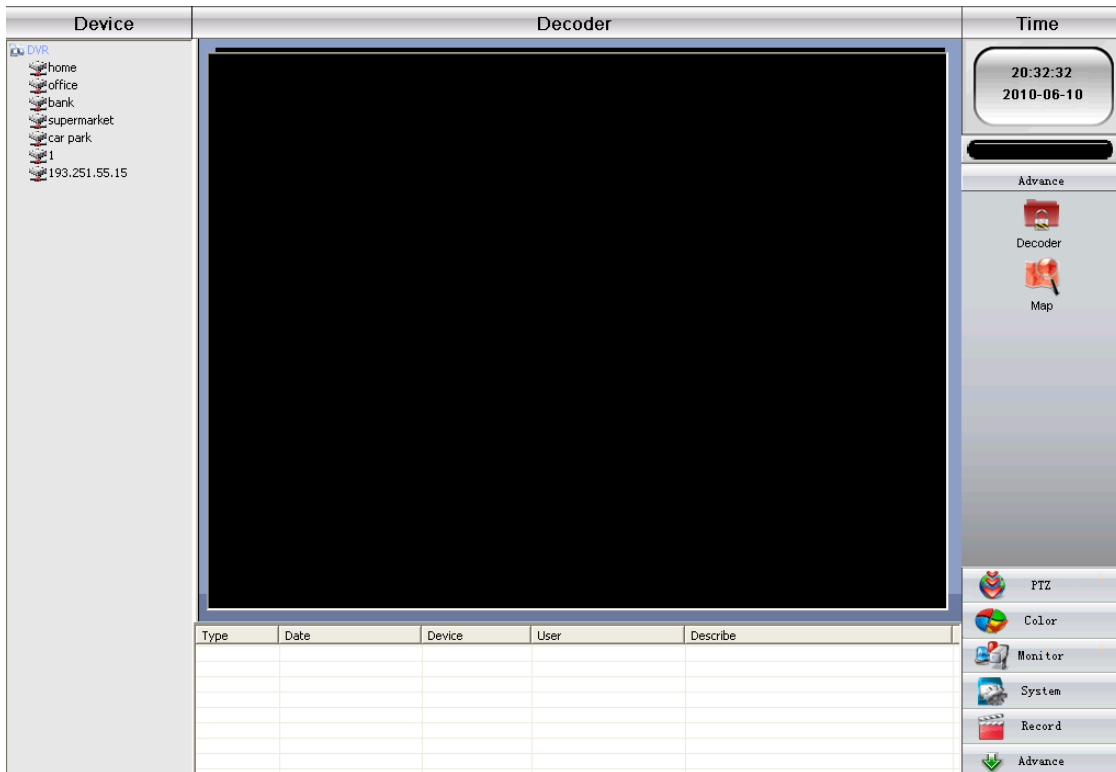 Device
Decoder
Time
DVR
home
office
bank
supermarket
car park
1
193.251.55.15
20:32:32
2010-06-10
Advance
Decoder
Map
PTZ
Color
Monitor
System
Record
Advance
Type Date Device User Describe